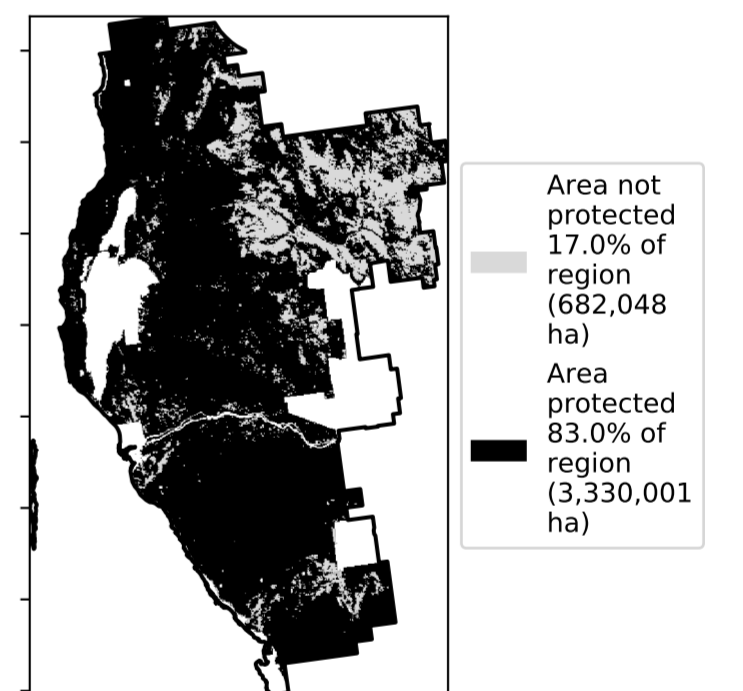 Area not
protected
17.0% of
region
(682,048
ha)
Area
protected
83.0% of
region
(3,330,001
ha)